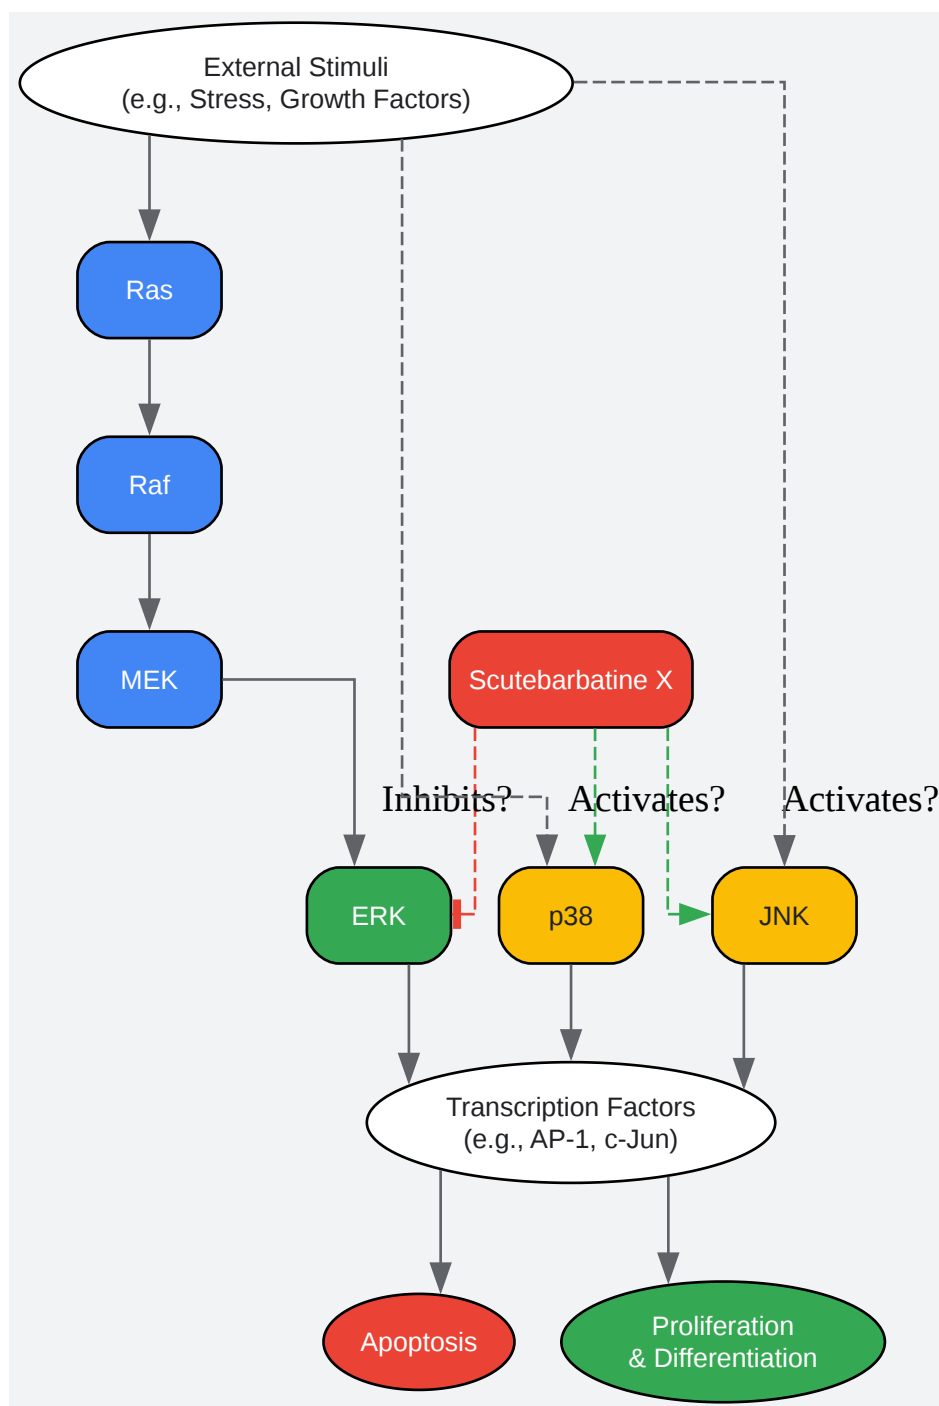 External Stimuli
(e.g., Stress, Growth Factors)
Ras
Raf
MEK
Scutebarbatine X
Inhibits?
Activates?
Activates?
ERK
p38
JNK
Transcription Factors
(e.g., AP-1, c-Jun)
Apoptosis
Proliferation
& Differentiation